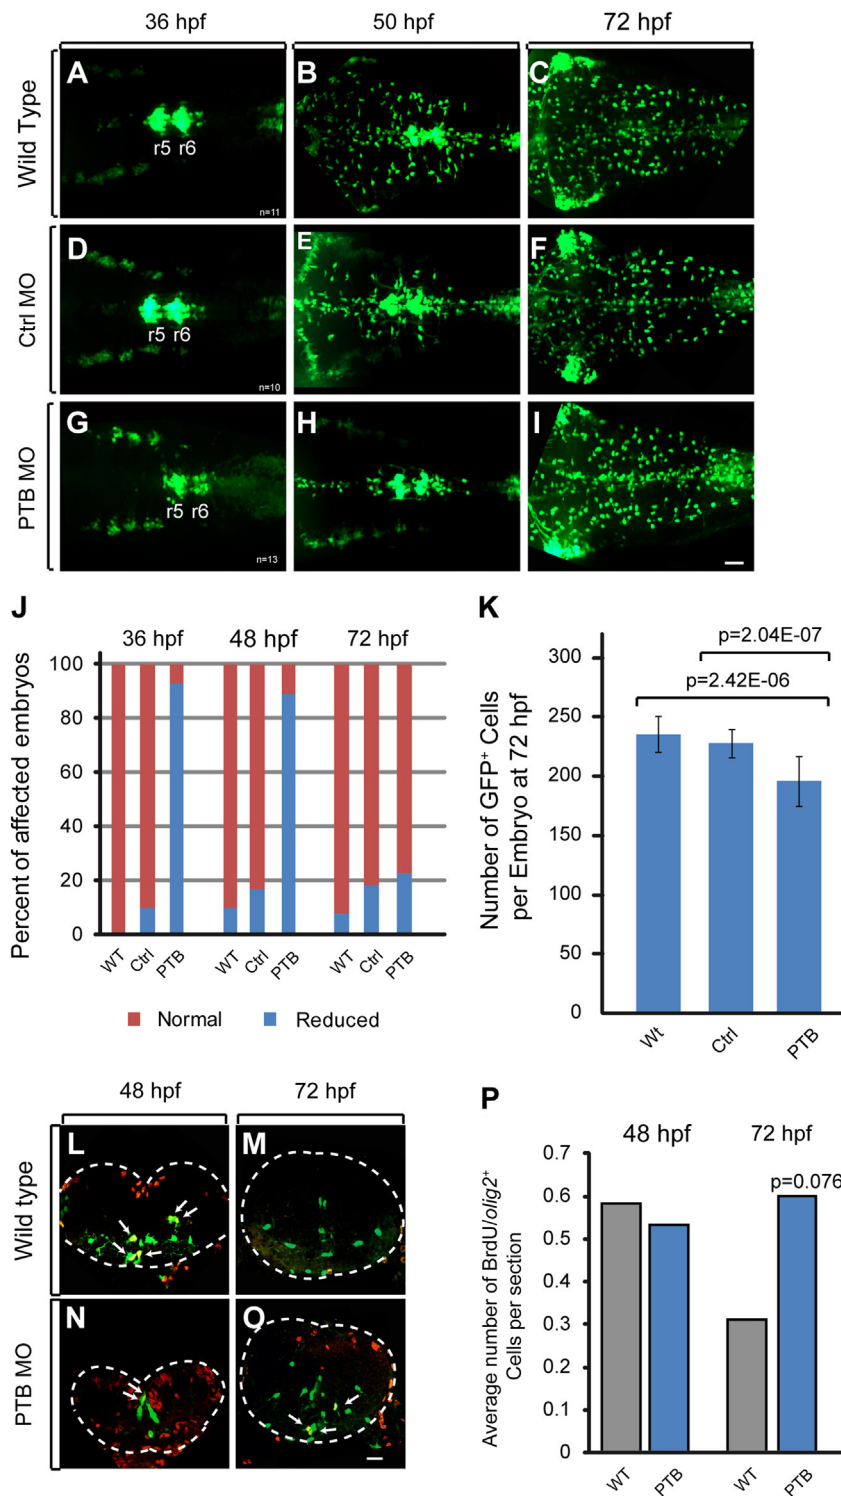 36 hpf 50 hpf 72 hpf
Wild Type
A
r5 r6
n=11
B
C
Ctrl MO
D
r5 r6
n=10
E
F
PTB MO
G
r5 r6
n=13
H
I
J
36 hpf 48 hpf 72 hpf
Percent of affected embryos
100
80
60
40
20
0
WT Ctrl PTB WT Ctrl PTB WT Ctrl PTB
Normal Reduced
K
p=2.04E-07
p=2.42E-06
Number of GFP⁺ Cells
per Embryo at 72 hpf
300
250
200
150
100
50
0
Wt Ctrl PTB
48 hpf 72 hpf
Wild type
L
M
PTB MO
N
O
P
48 hpf 72 hpf
p=0.076
Average number of BrdU/olig2⁺
Cells per section
0.7
0.6
0.5
0.4
0.3
0.2
0.1
0
WT PTB WT PTB